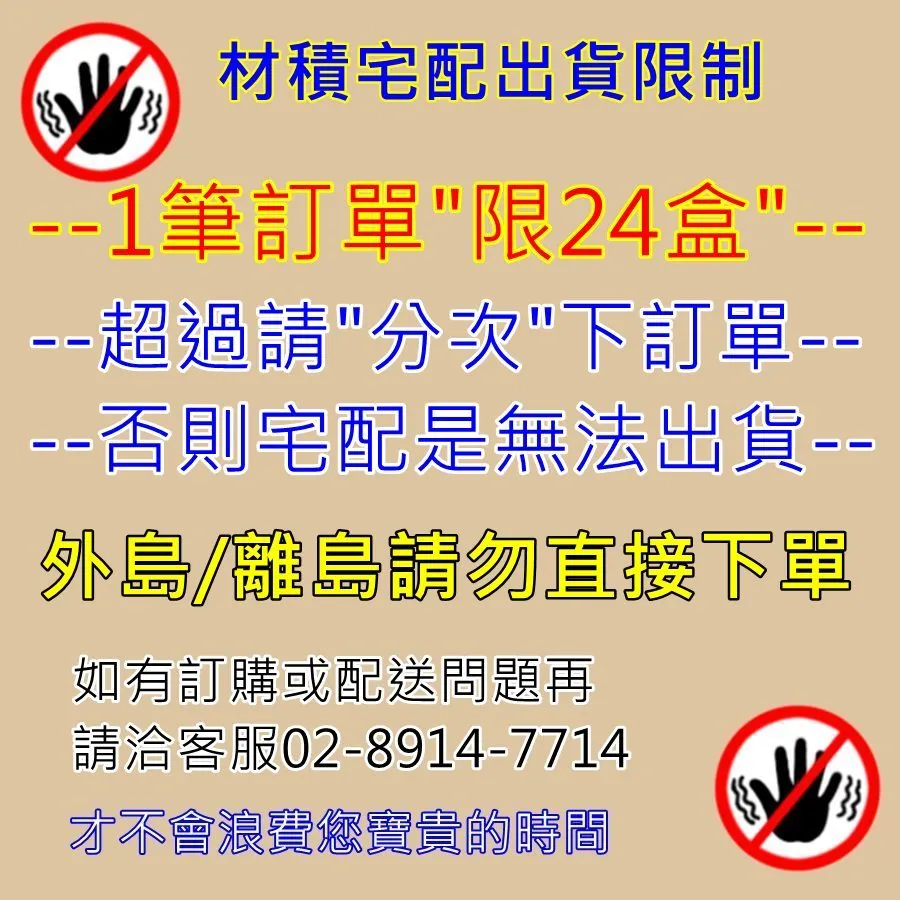 材積宅配出貨限制
--1筆訂單"限24盒"--
--超過請"分次"下訂單--
--否則宅配是無法出貨--
外島/離島請勿直接下單
如有訂購或配送問題再
請洽客服02-8914-7714
才不會浪費您寶貴的時間